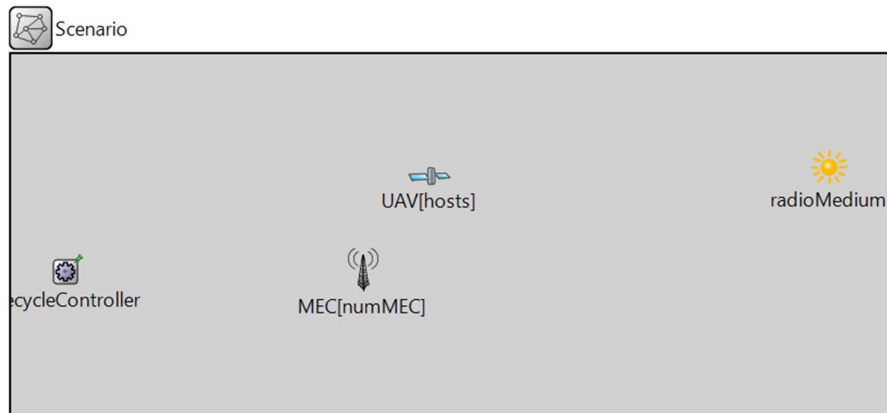 Scenario
UAV[hosts]
radioMedium
ecycleController
MEC[numMEC]